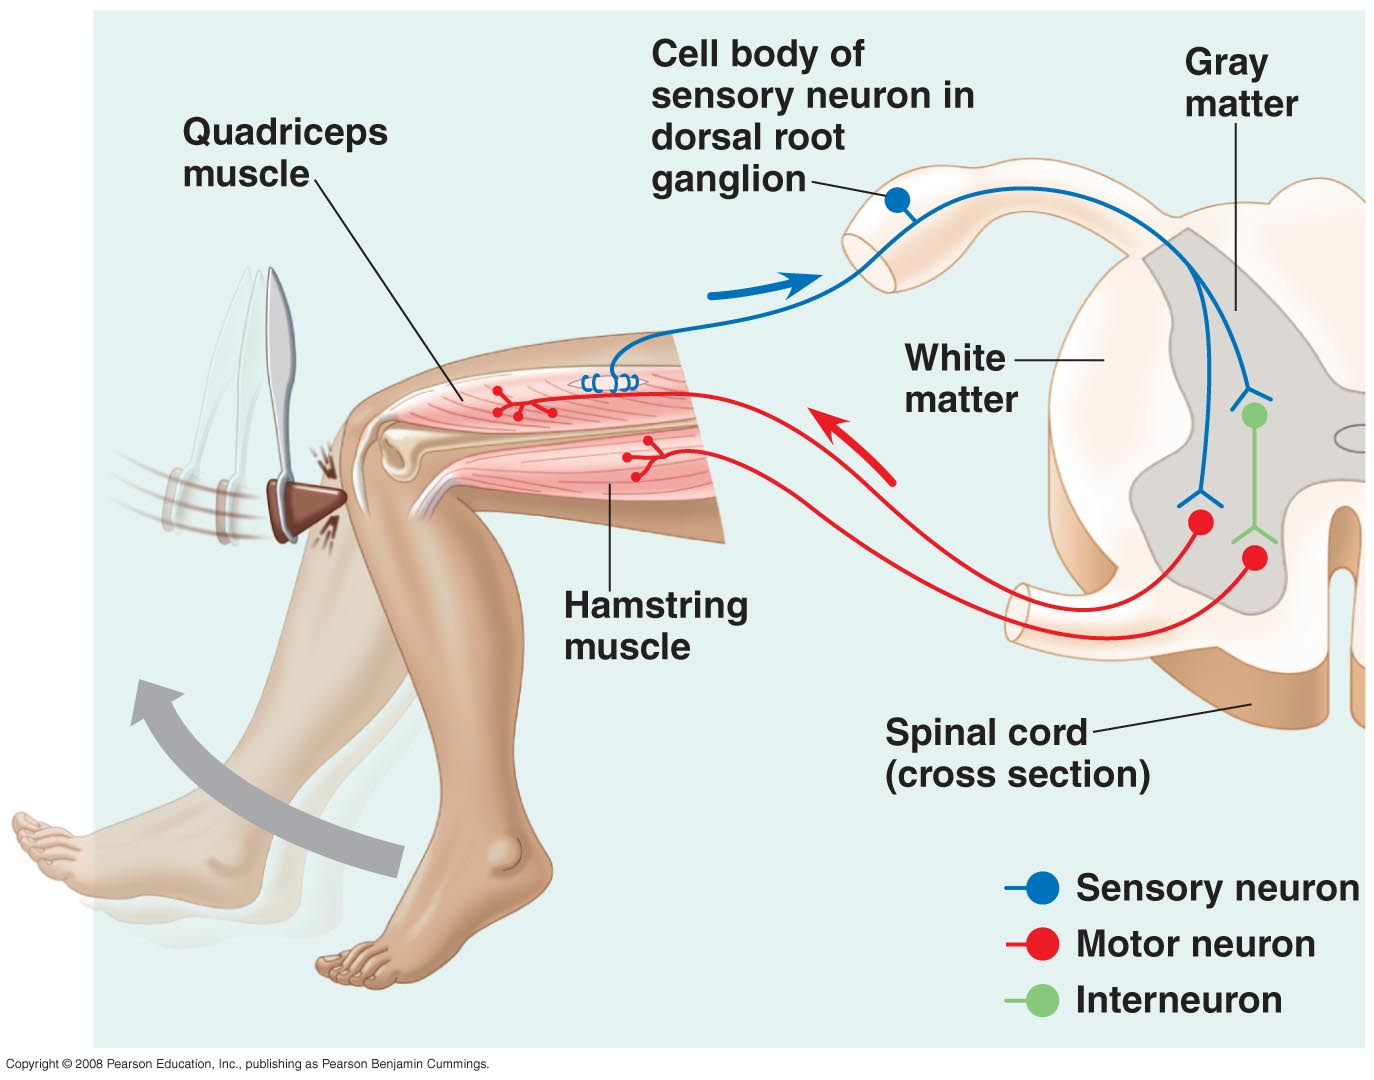 Cell body of
sensory neuron in
dorsal root
ganglion
Gray
matter
Quadriceps
muscle
White
matter
Hamstring
muscle
Spinal cord
(cross section)
Sensory neuron
Motor neuron
Interneuron
Copyright © 2008 Pearson Education, Inc., publishing as Pearson Benjamin Cummings.